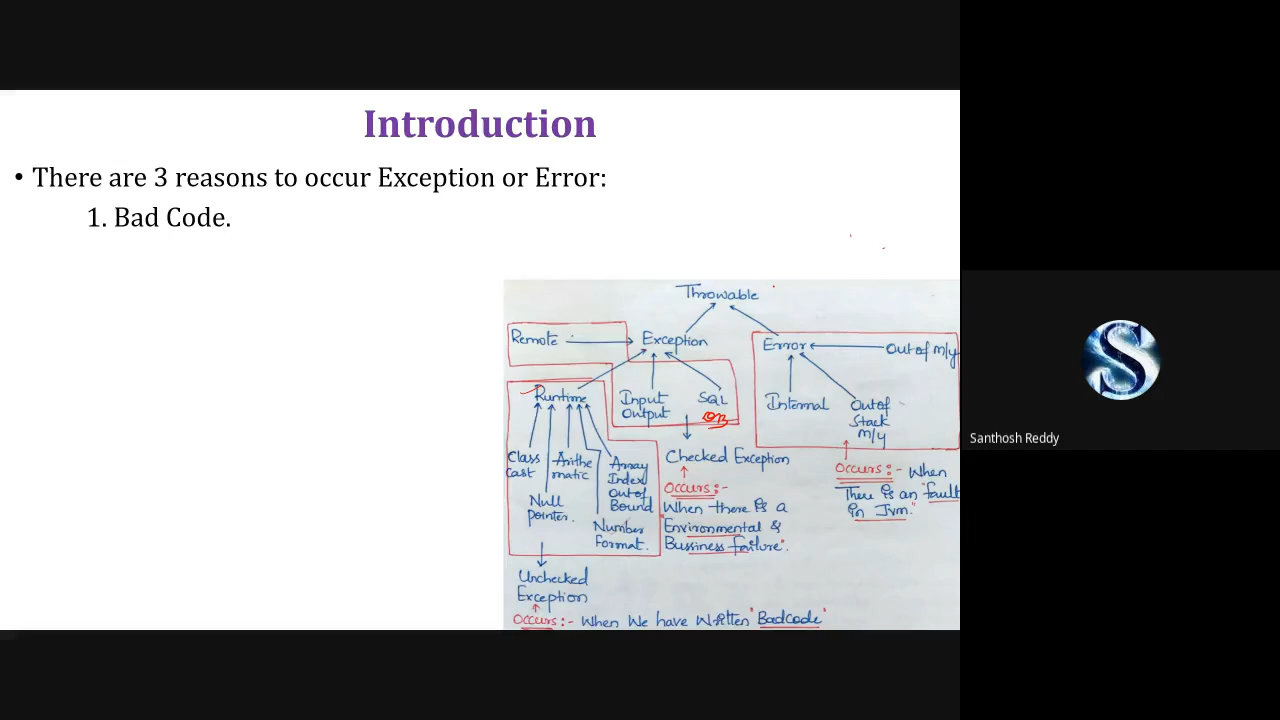 Introduction
• There are 3 reasons to occur Exception or Error:
1. Bad Code.
Throwable
Remote
Exception
Error
Out of m/y
Runtime
Input
Output
SQL
Internal
Out of
Stack
m/y
Class
Cast
Arithe
matic
Array
Index
Out of
Bound
Null
pointer.
Number
Format.
Checked Exception
Occurs:-
When there is a
"Environmental &
Bussiness failure".
Occurs:- When
There is an "fault
in Jvm."
Unchecked
Exception
Occurs:- When We have Written "Badcode"
S
Santhosh Reddy